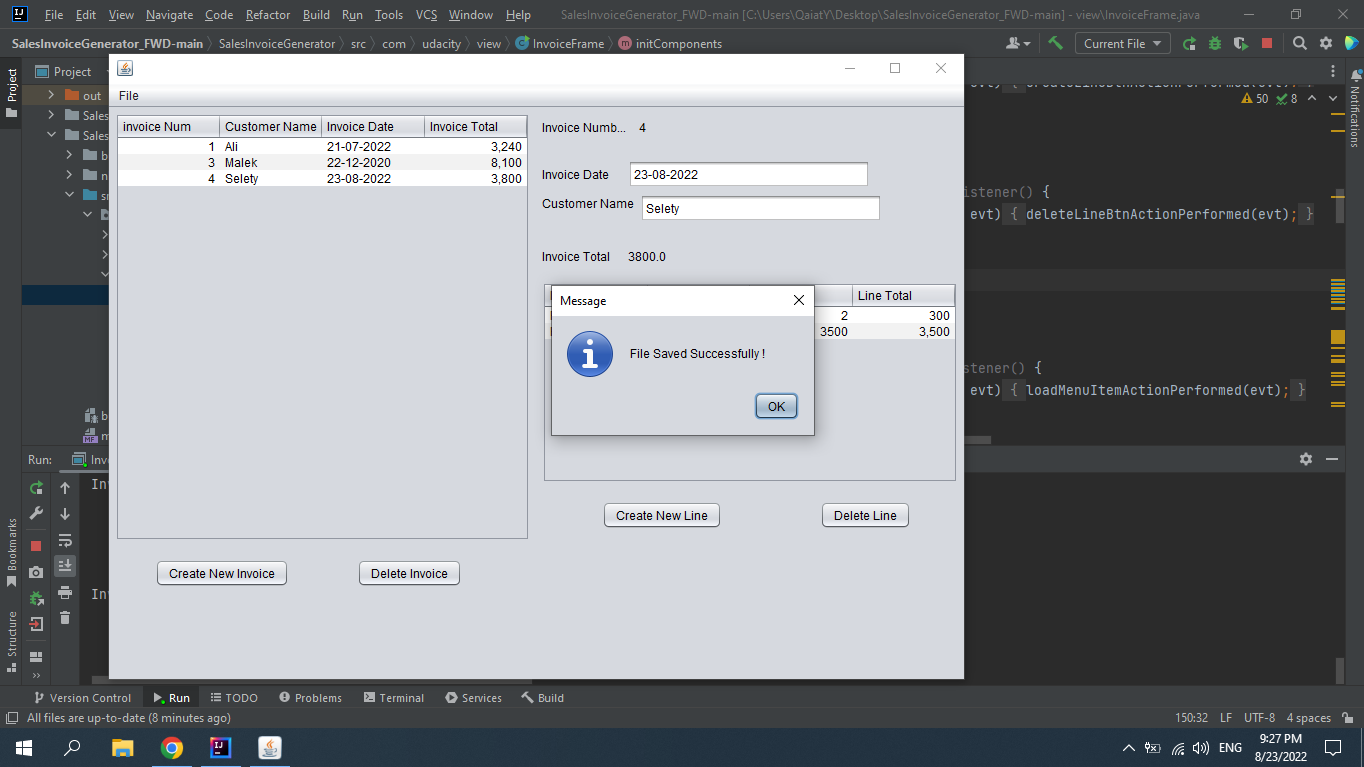 File Edit View Navigate Code Refactor Build Run Tools VCS Window Help SalesInvoiceGenerator_FWD-main [C:\Users\QaiatY\Desktop\SalesInvoiceGenerator_FWD-main] - view\InvoiceFrame.java
SalesInvoiceGenerator_FWD-main SalesInvoiceGenerator src com udacity view InvoiceFrame initComponents Current File
Project
Project
out
Sales
Sales
File
invoice Num Customer Name Invoice Date Invoice Total
1 Ali 21-07-2022 3,240
3 Malek 22-12-2020 8,100
4 Selety 23-08-2022 3,800
Create New Invoice Delete Invoice
Invoice Numb... 4
Invoice Date 23-08-2022
Customer Name Selety
Invoice Total 3800.0
Line Total
2 300
3500 3,500
Message
File Saved Successfully !
OK
Create New Line Delete Line
50 8
istener() {
evt) { deleteLineBtnActionPerformed(evt); }
stener() {
evt) { loadMenuItemActionPerformed(evt); }
Notifications
Run: Invo
Inv
Inv
Bookmarks
Structure
Version Control Run TODO Problems Terminal Services Build
All files are up-to-date (8 minutes ago) 150:32 LF UTF-8 4 spaces
ENG 9:27 PM
8/23/2022